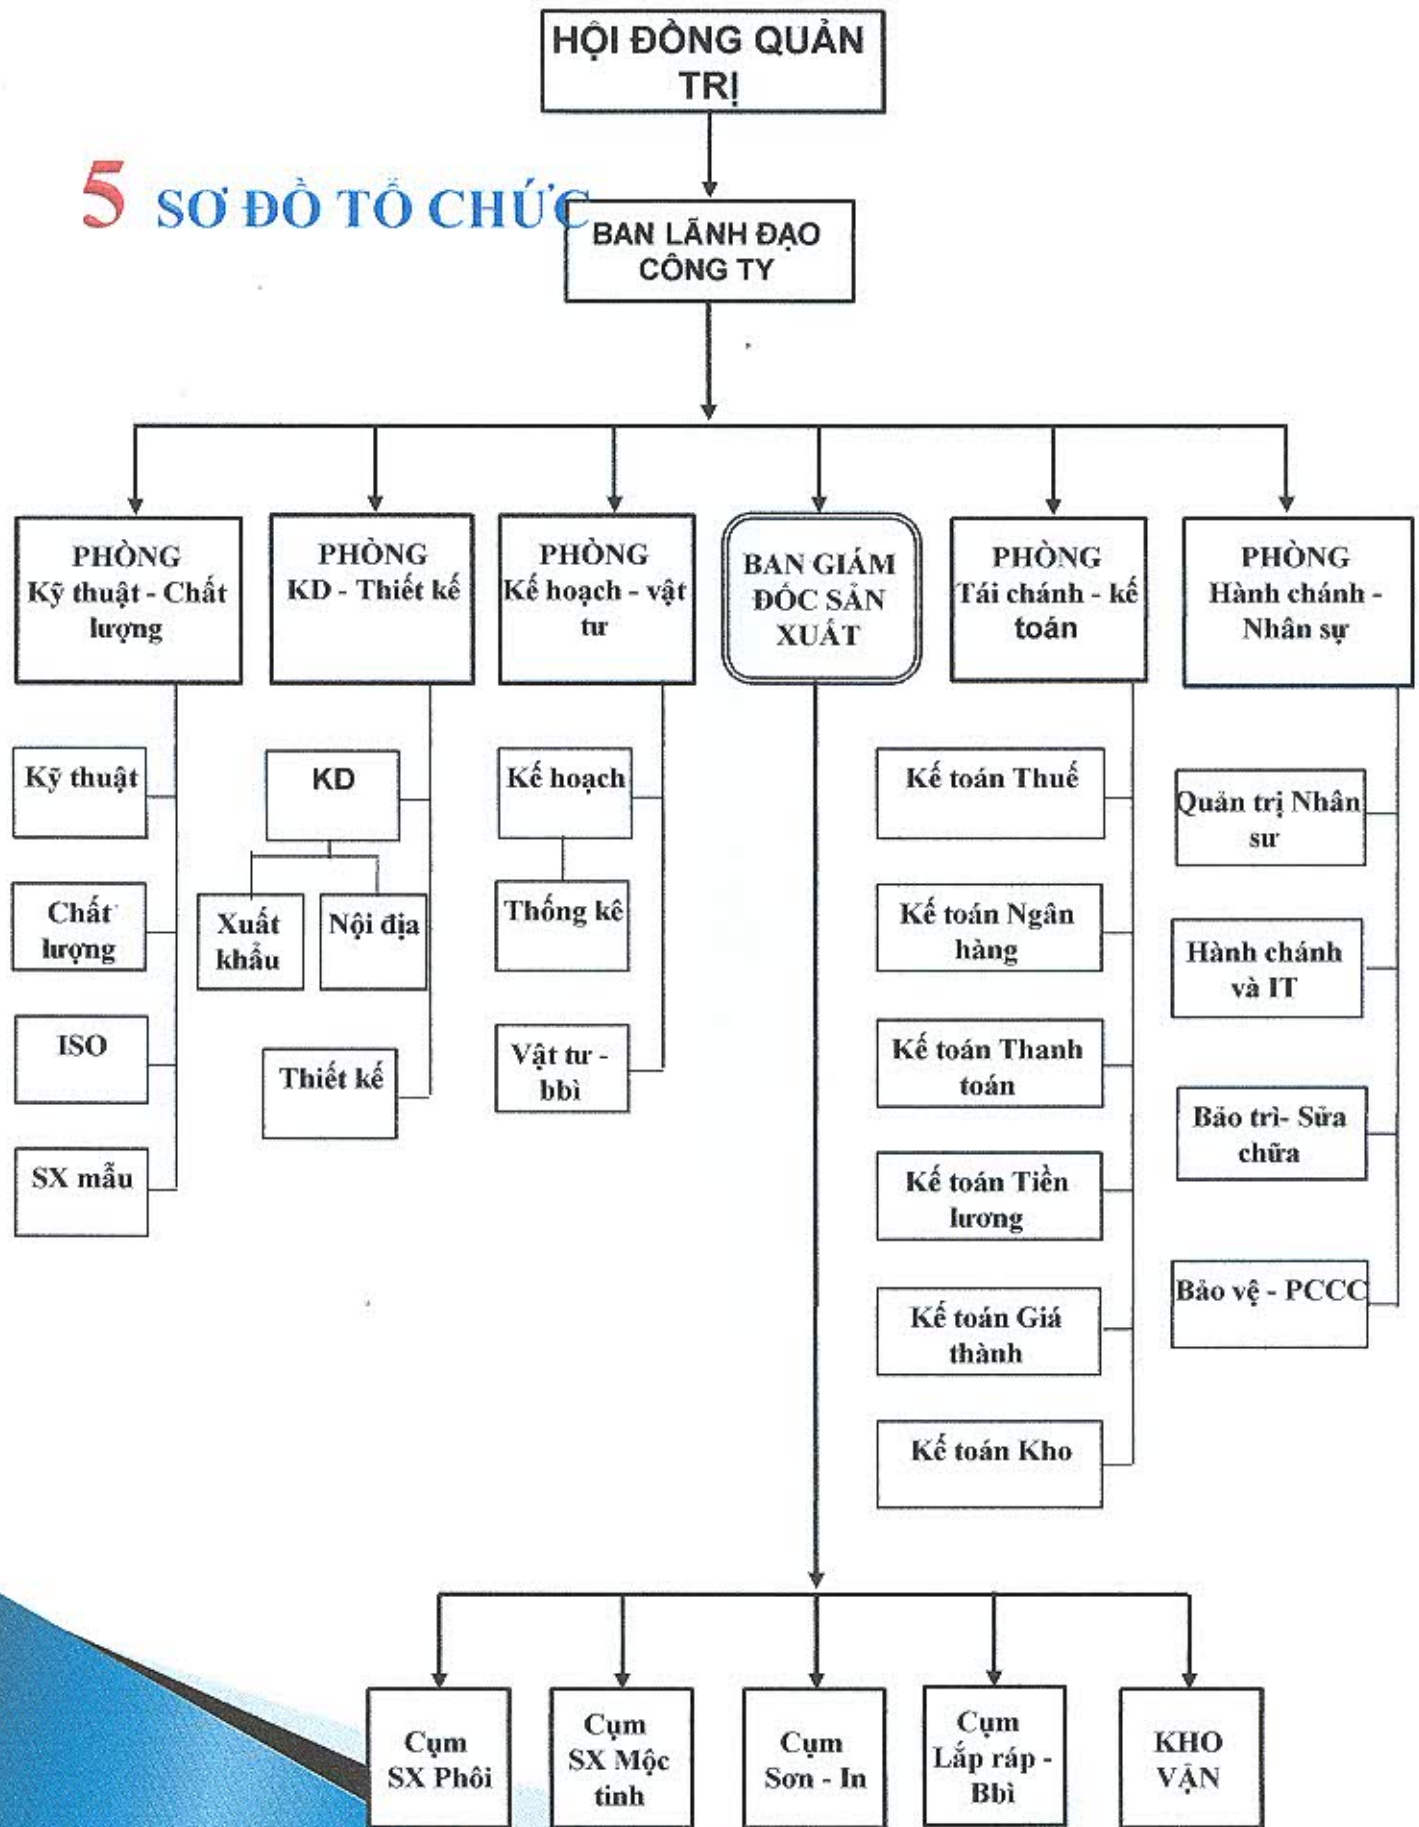 HỘI ĐỒNG QUẢN
TRỊ
5 SƠ ĐỒ TỔ CHỨC
BAN LÃNH ĐẠO
CÔNG TY
PHÒNG
Kỹ thuật - Chất
lượng
PHÒNG
KD - Thiết kế
PHÒNG
Kế hoạch - vật
tư
BAN GIÁM
ĐỐC SẢN
XUẤT
PHÒNG
Tái chánh - kế
toán
PHÒNG
Hành chánh -
Nhân sự
Kỹ thuật
Chất
lượng
ISO
SX mẫu
KD
Xuất
khẩu
Nội địa
Thiết kế
Kế hoạch
Thống kê
Vật tư -
bbì
Kế toán Thuế
Kế toán Ngân
hàng
Kế toán Thanh
toán
Kế toán Tiền
lương
Kế toán Giá
thành
Kế toán Kho
Quản trị Nhân
sư
Hành chánh
và IT
Bảo trì- Sửa
chữa
Bảo vệ - PCCC
Cụm
SX Phôi
Cụm
SX Mộc
tinh
Cụm
Sơn - In
Cụm
Lắp ráp -
Bbì
KHO
VẬN